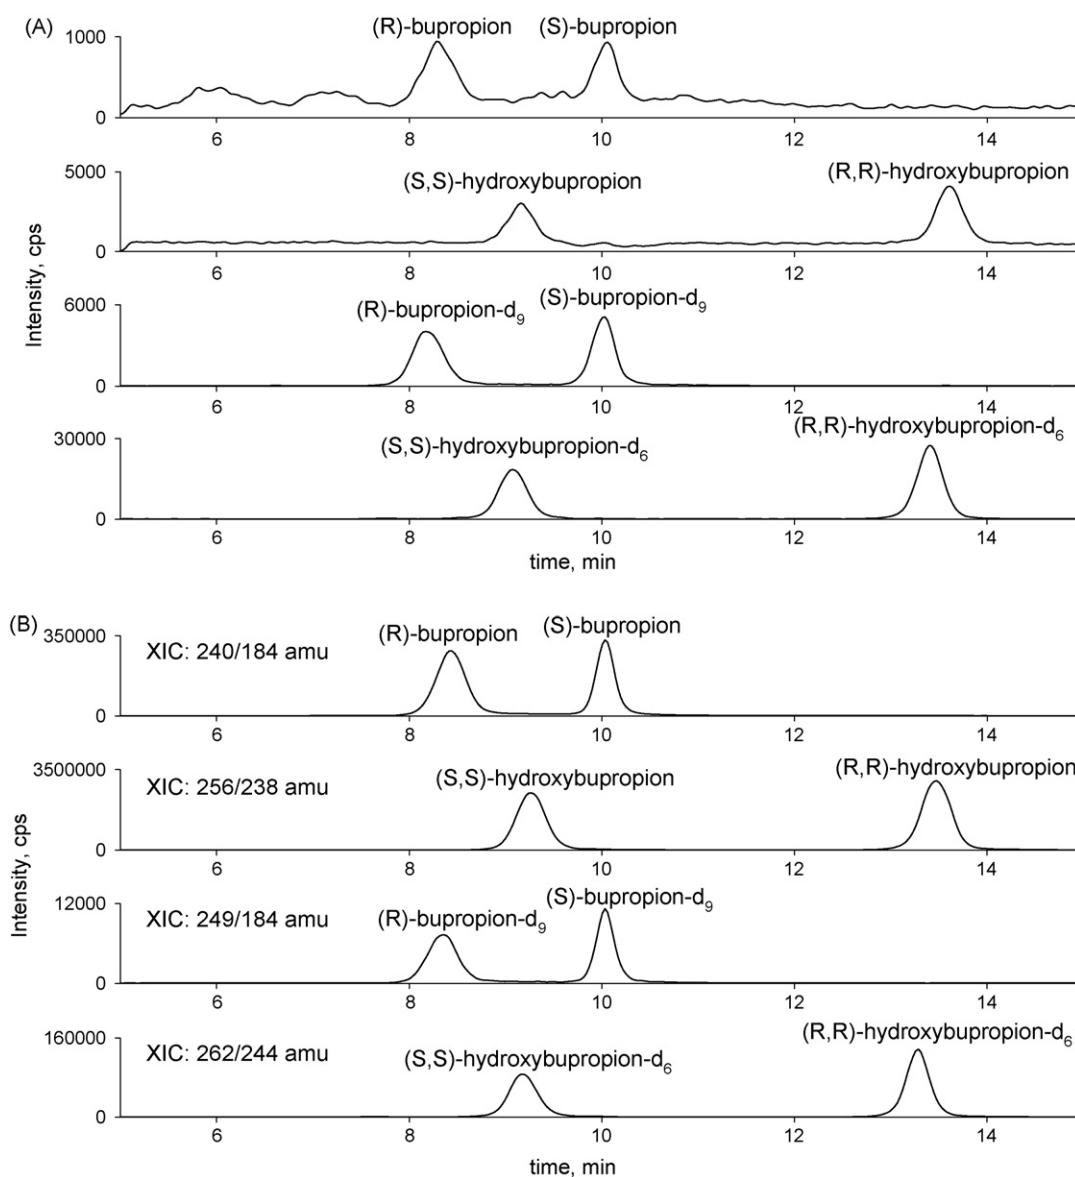 (A)
(R)-bupropion (S)-bupropion
1000
0
6 8 10 12 14
5000
(S,S)-hydroxybupropion (R,R)-hydroxybupropion
0
6 8 10 12 14
6000
(R)-bupropion-d9 (S)-bupropion-d9
0
6 8 10 12 14
30000
(S,S)-hydroxybupropion-d6 (R,R)-hydroxybupropion-d6
0
6 8 10 12 14
time, min
Intensity, cps
(B)
350000
XIC: 240/184 amu (R)-bupropion (S)-bupropion
0
6 8 10 12 14
3500000
XIC: 256/238 amu (S,S)-hydroxybupropion (R,R)-hydroxybupropion
0
6 8 10 12 14
12000
XIC: 249/184 amu (R)-bupropion-d9 (S)-bupropion-d9
0
6 8 10 12 14
160000
XIC: 262/244 amu (S,S)-hydroxybupropion-d6 (R,R)-hydroxybupropion-d6
0
6 8 10 12 14
time, min
Intensity, cps